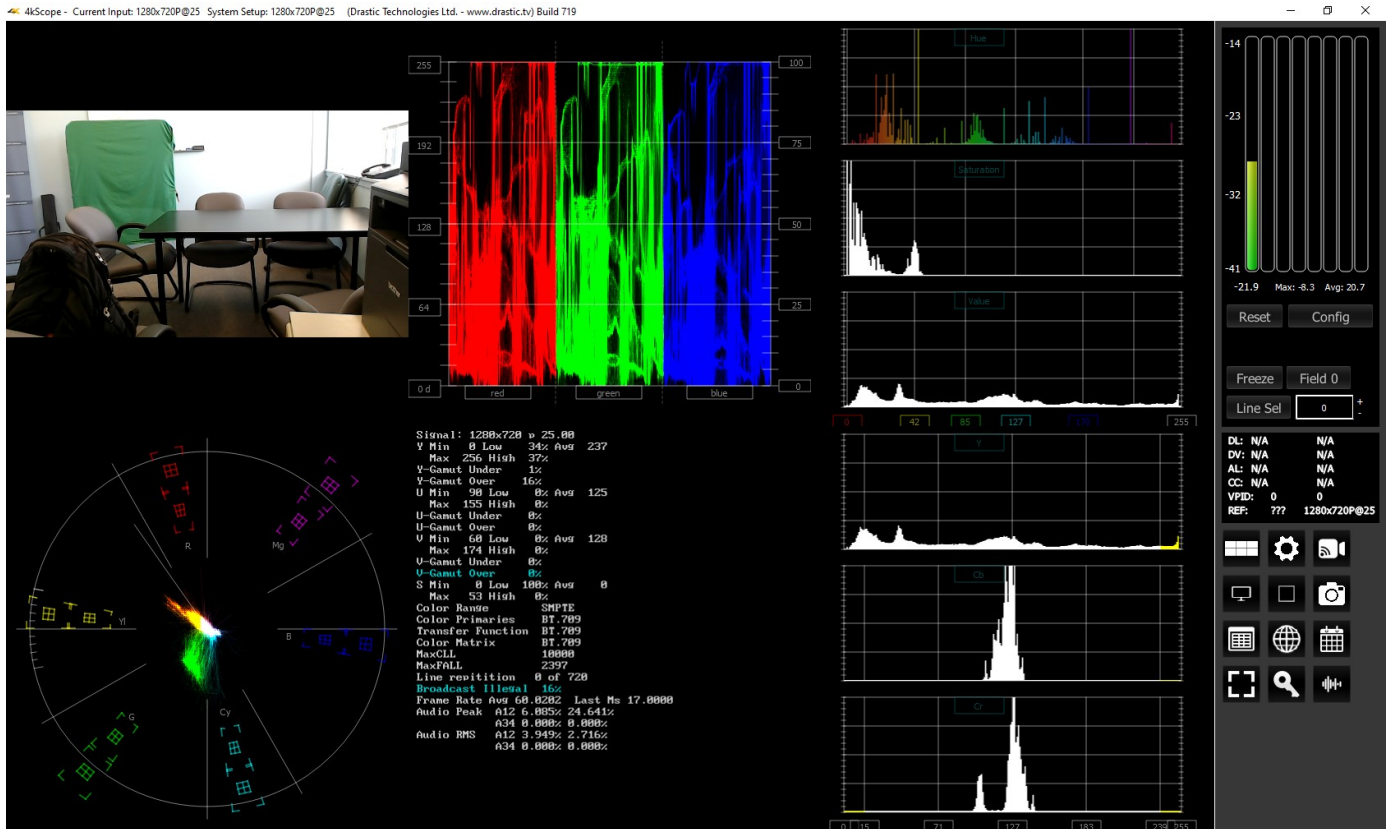 4kScope - Current Input: 1280x720P@25 System Setup: 1280x720P@25 (Drastic Technologies Ltd. - www.drastic.tv) Build 719
255
192
128
64
0 d
100
75
50
25
0
red
green
blue
Hue
Saturation
Value
0
42
85
127
255
Y
Cb
Cr
0
15
71
127
183
239
255
R
Mg
Yl
B
G
Cy
Signal: 1280x720 p 25.00
Y Min 0 Low 34% Avg 237
Max 256 High 37%
Y-Gamut Under 1%
Y-Gamut Over 16%
U Min 90 Low 0% Avg 125
Max 155 High 0%
U-Gamut Under 0%
U-Gamut Over 0%
V Min 60 Low 0% Avg 128
Max 174 High 0%
V-Gamut Under 0%
V-Gamut Over 0%
S Min 0 Low 100% Avg 0
Max 53 High 0%
Color Range SMPTE
Color Primaries BT.709
Transfer Function BT.709
Color Matrix BT.709
MaxCLL 10000
MaxFALL 2397
Line repitition 0 of 720
Broadcast Illegal 16%
Frame Rate Avg 60.0202 Last Ms 17.0000
Audio Peak A12 6.085% 24.641%
A34 0.000% 0.000%
Audio RMS A12 3.949% 2.716%
A34 0.000% 0.000%
-14
-23
-32
-41
-21.9 Max: -8.3 Avg: 20.7
Reset Config
Freeze Field 0
Line Sel 0 + -
DL: N/A N/A
DV: N/A N/A
AL: N/A N/A
CC: N/A N/A
VPID: 0 0
REF: ??? 1280x720P@25